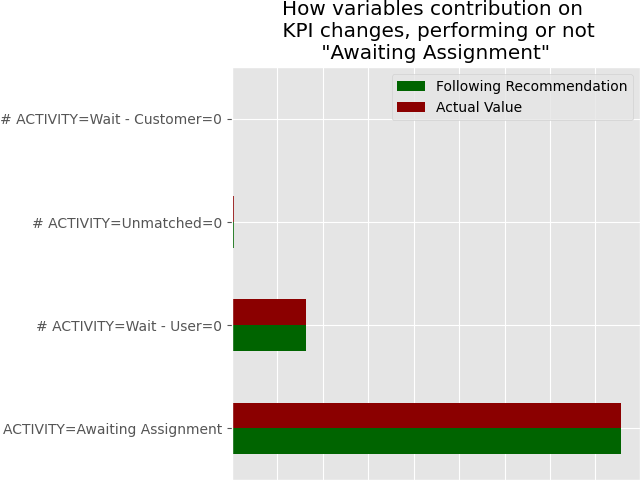 How variables contribution on
KPI changes, performing or not
"Awaiting Assignment"
Following Recommendation
Actual Value
# ACTIVITY=Wait - Customer=0
# ACTIVITY=Unmatched=0
# ACTIVITY=Wait - User=0
ACTIVITY=Awaiting Assignment